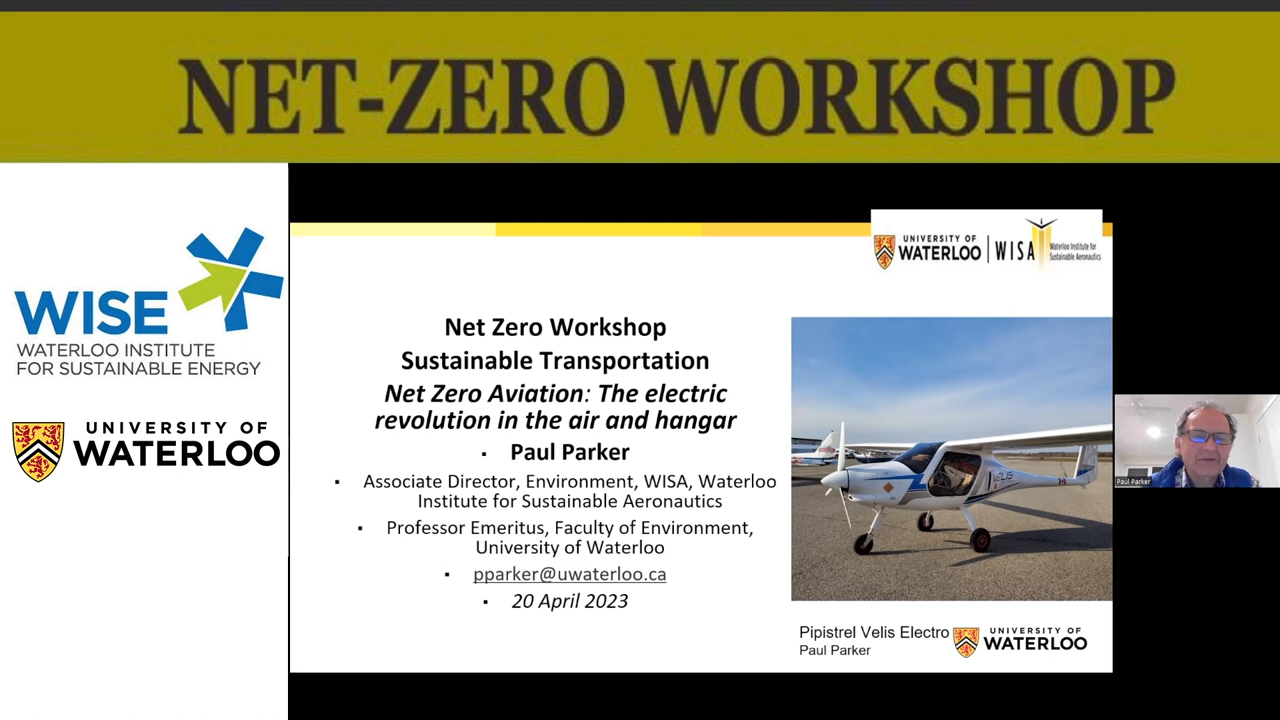 NET-ZERO WORKSHOP
WISE
WATERLOO INSTITUTE
FOR SUSTAINABLE ENERGY
UNIVERSITY OF
WATERLOO
UNIVERSITY OF
WATERLOO
WISA
Waterloo Institute for
Sustainable Aeronautics
Net Zero Workshop
Sustainable Transportation
Net Zero Aviation: The electric
revolution in the air and hangar
▪ Paul Parker
▪ Associate Director, Environment, WISA, Waterloo
Institute for Sustainable Aeronautics
▪ Professor Emeritus, Faculty of Environment,
University of Waterloo
▪ pparker@uwaterloo.ca
▪ 20 April 2023
VELIS
Pipistrel Velis Electro
Paul Parker
UNIVERSITY OF
WATERLOO
Paul Parker